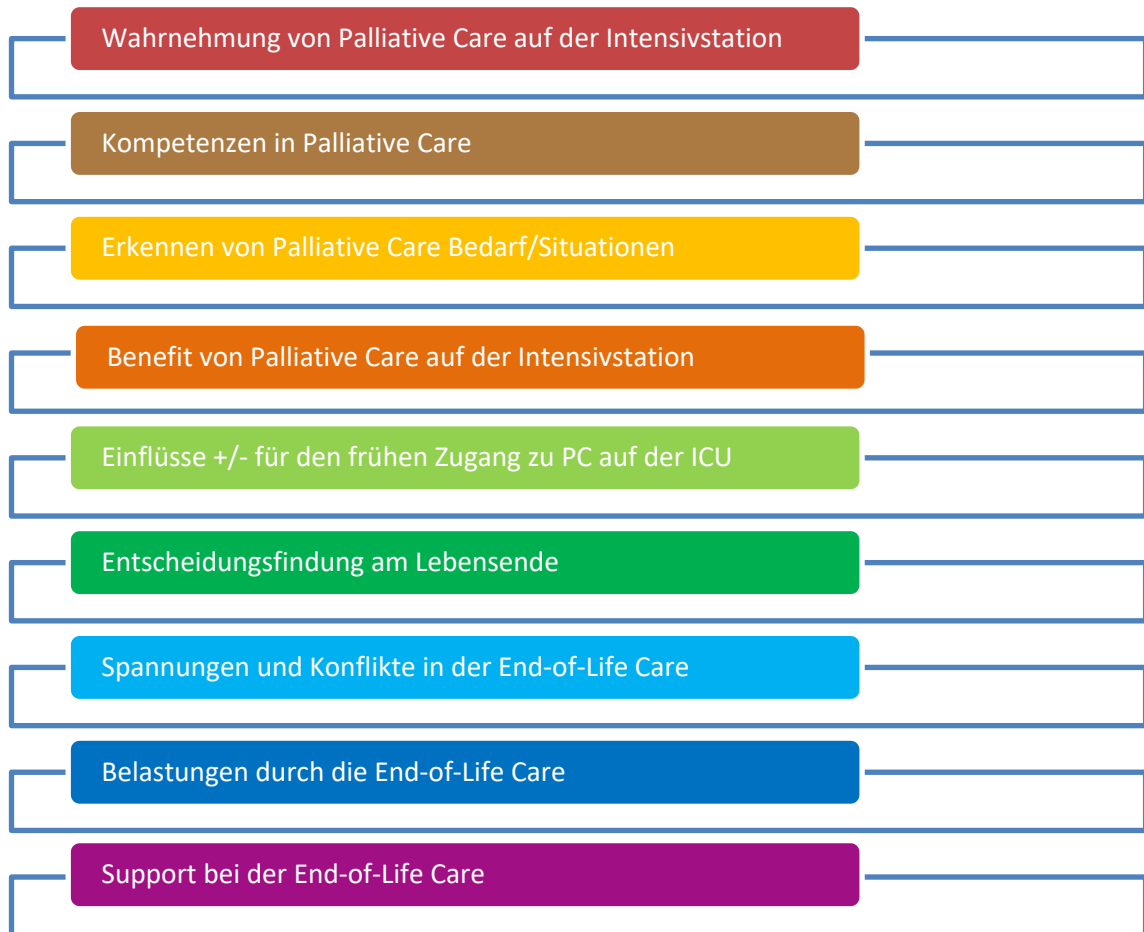 Wahrnehmung von Palliative Care auf der Intensivstation
Kompetenzen in Palliative Care
Erkennen von Palliative Care Bedarf/Situationen
Benefit von Palliative Care auf der Intensivstation
Einflüsse +/- für den frühen Zugang zu PC auf der ICU
Entscheidungsfindung am Lebensende
Spannungen und Konflikte in der End-of-Life Care
Belastungen durch die End-of-Life Care
Support bei der End-of-Life Care